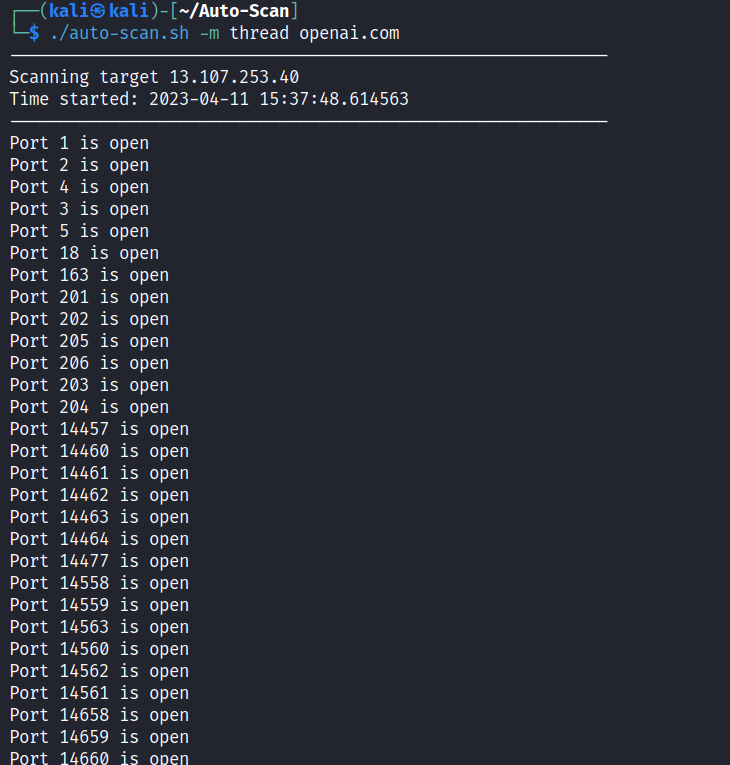 ┌──(kali㉿kali)-[~/Auto-Scan]
└─$ ./auto-scan.sh -m thread openai.com
Scanning target 13.107.253.40
Time started: 2023-04-11 15:37:48.614563
Port 1 is open
Port 2 is open
Port 4 is open
Port 3 is open
Port 5 is open
Port 18 is open
Port 163 is open
Port 201 is open
Port 202 is open
Port 205 is open
Port 206 is open
Port 203 is open
Port 204 is open
Port 14457 is open
Port 14460 is open
Port 14461 is open
Port 14462 is open
Port 14463 is open
Port 14464 is open
Port 14477 is open
Port 14558 is open
Port 14559 is open
Port 14563 is open
Port 14560 is open
Port 14562 is open
Port 14561 is open
Port 14658 is open
Port 14659 is open
Port 14660 is open